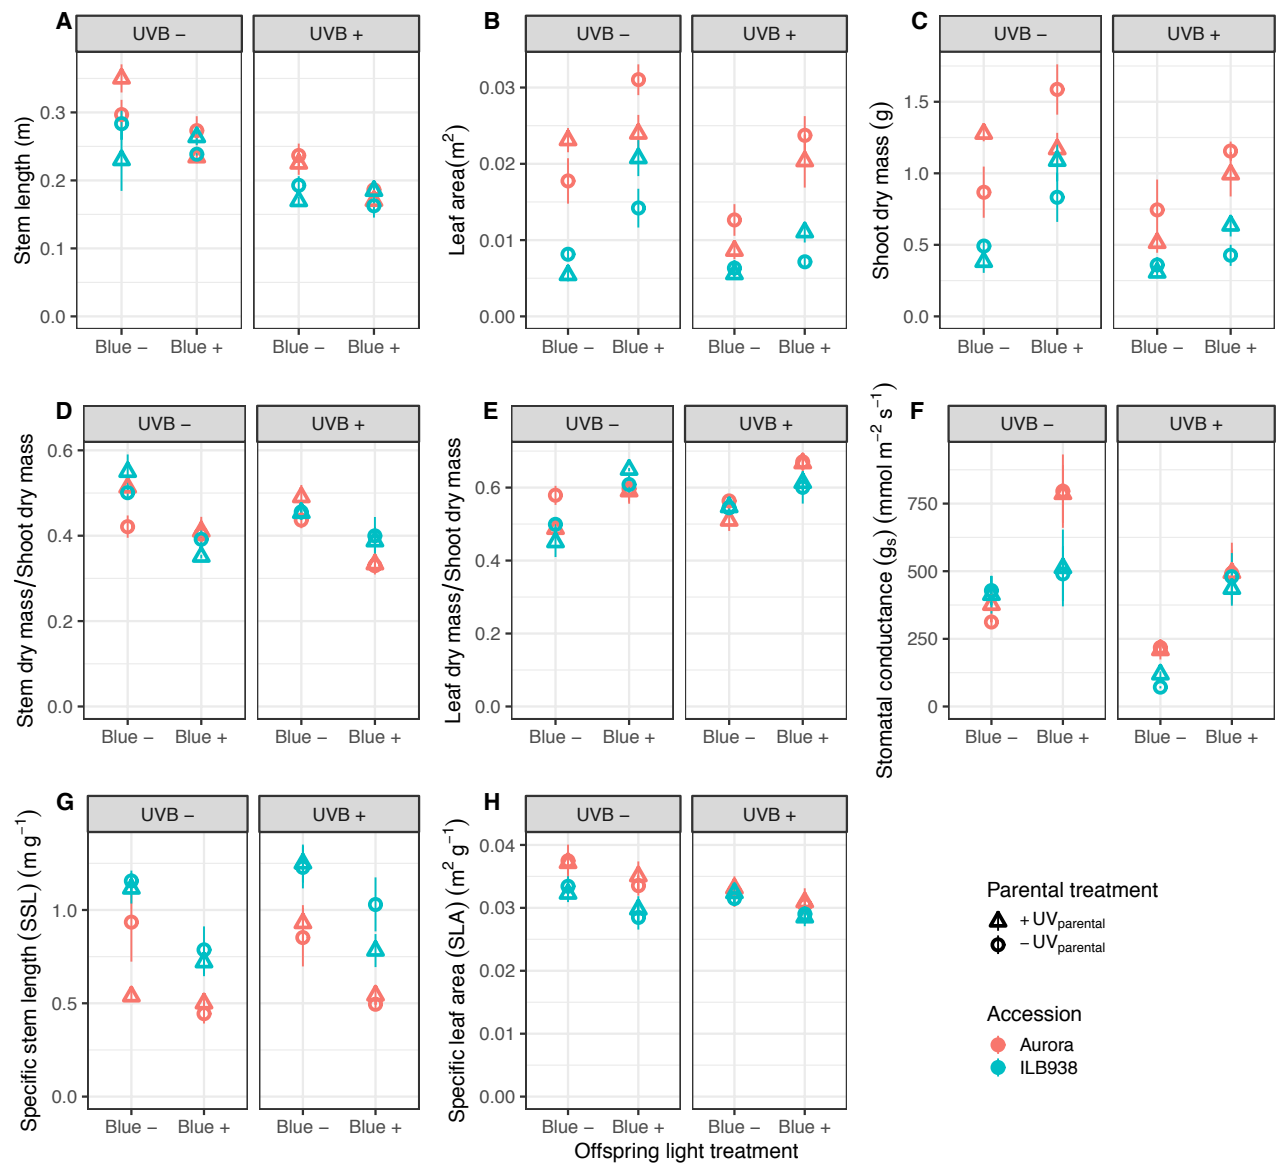 A
UVB −
UVB +
Stem length (m)
0.3
0.2
0.1
0.0
Blue −
Blue +
Blue −
Blue +
B
UVB −
UVB +
Leaf area(m²)
0.03
0.02
0.01
0.00
Blue −
Blue +
Blue −
Blue +
C
UVB −
UVB +
Shoot dry mass (g)
1.5
1.0
0.5
0.0
Blue −
Blue +
Blue −
Blue +
D
UVB −
UVB +
Stem dry mass/Shoot dry mass
0.6
0.4
0.2
0.0
Blue −
Blue +
Blue −
Blue +
E
UVB −
UVB +
Leaf dry mass/Shoot dry mass
0.6
0.4
0.2
0.0
Blue −
Blue +
Blue −
Blue +
F
UVB −
UVB +
Stomatal conductance (gₛ) (mmol m⁻² s⁻¹)
750
500
250
0
Blue −
Blue +
Blue −
Blue +
G
UVB −
UVB +
Specific stem length (SSL) (m g⁻¹)
1.0
0.5
0.0
Blue −
Blue +
Blue −
Blue +
H
UVB −
UVB +
Specific leaf area (SLA) (m² g⁻¹)
0.04
0.03
0.02
0.01
0.00
Blue −
Blue +
Blue −
Blue +
Offspring light treatment
Parental treatment
+ UVparental
− UVparental
Accession
Aurora
ILB938